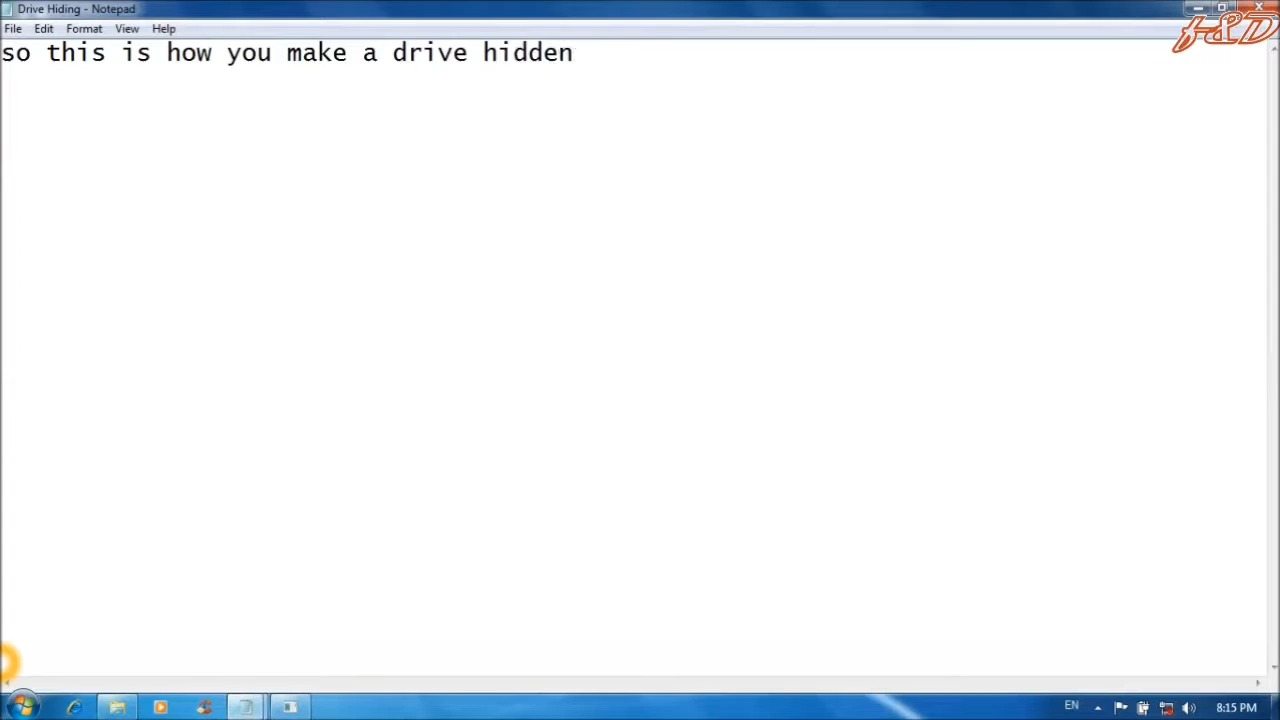 Drive Hiding - Notepad
File Edit Format View Help
so this is how you make a drive hidden
EN
8:15 PM